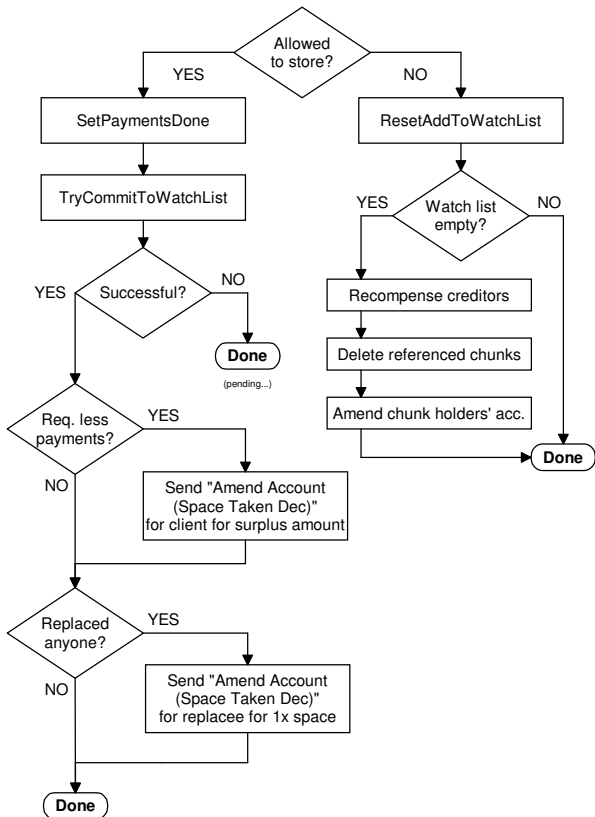 Allowed
to store?
YES
NO
SetPaymentsDone
ResetAddToWatchList
TryCommitToWatchList
YES
Watch list
empty?
NO
YES
Successful?
NO
Recompense creditors
Done
(pending...)
Delete referenced chunks
Req. less
payments?
YES
Amend chunk holders' acc.
Done
NO
Send "Amend Account
(Space Taken Dec)"
for client for surplus amount
Replaced
anyone?
YES
NO
Send "Amend Account
(Space Taken Dec)"
for replacee for 1x space
Done